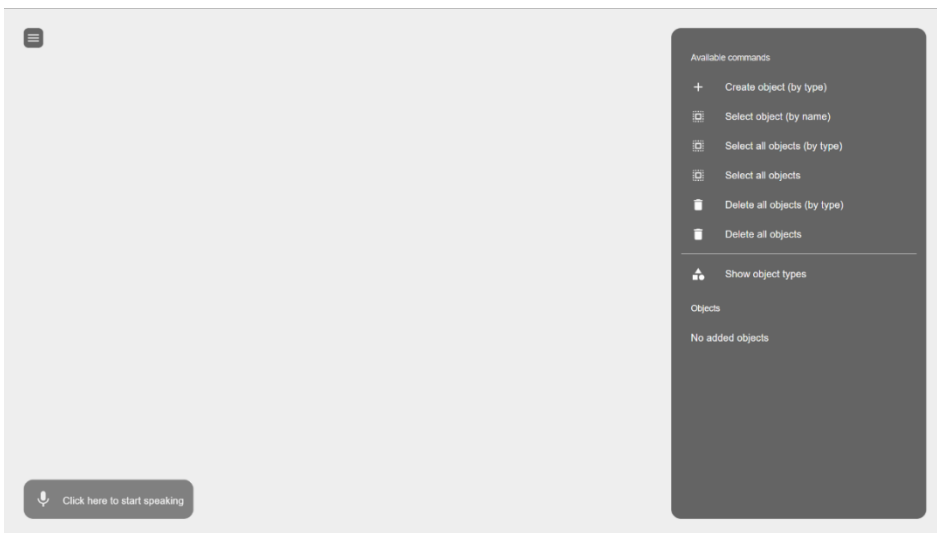 Available commands
Create object (by type)
Select object (by name)
Select all objects (by type)
Select all objects
Delete all objects (by type)
Delete all objects
Show object types
Objects
No added objects
Click here to start speaking